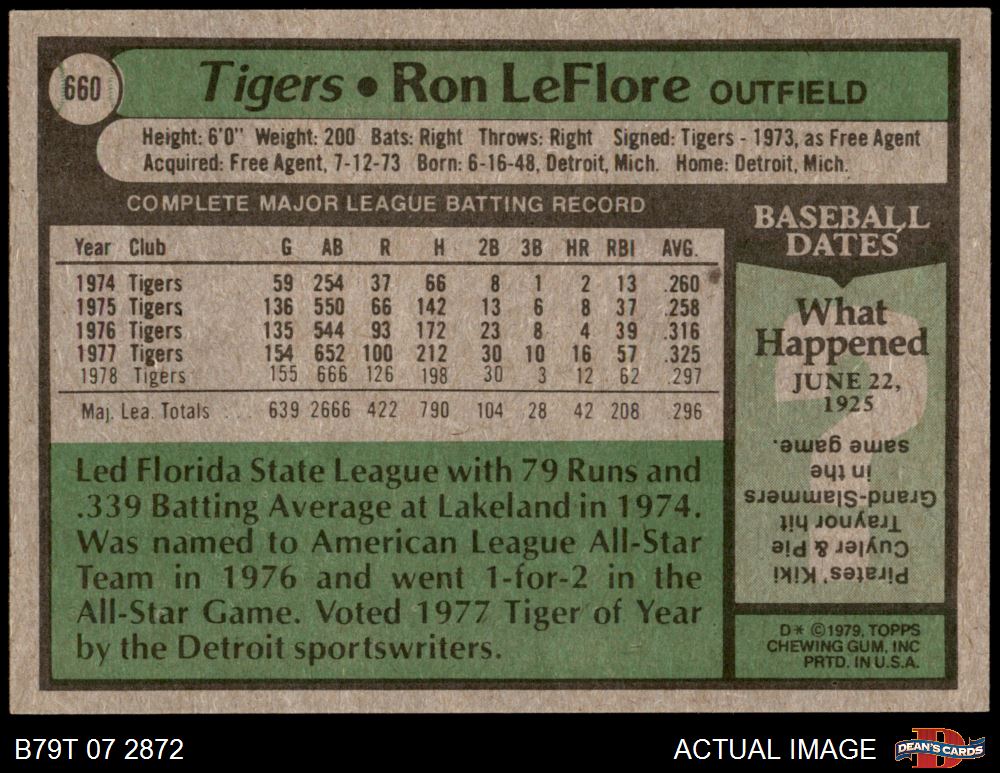 660
Tigers • Ron LeFlore OUTFIELD
Height: 6'0" Weight: 200 Bats: Right Throws: Right Signed: Tigers - 1973, as Free Agent
Acquired: Free Agent, 7-12-73 Born: 6-16-48, Detroit, Mich. Home: Detroit, Mich.
COMPLETE MAJOR LEAGUE BATTING RECORD
Year Club G AB R H 2B 3B HR RBI AVG.
1974 Tigers 59 254 37 66 8 1 2 13 .260
1975 Tigers 136 550 66 142 13 6 8 37 .258
1976 Tigers 135 544 93 172 23 8 4 39 .316
1977 Tigers 154 652 100 212 30 10 16 57 .325
1978 Tigers 155 666 126 198 30 3 12 62 .297
Maj. Lea. Totals ... 639 2666 422 790 104 28 42 208 .296
Led Florida State League with 79 Runs and
.339 Batting Average at Lakeland in 1974.
Was named to American League All-Star
Team in 1976 and went 1-for-2 in the
All-Star Game. Voted 1977 Tiger of Year
by the Detroit sportswriters.
BASEBALL
DATES
What
Happened
JUNE 22,
1925
Pirates' Kiki
Cuyler & Pie
Traynor hit
Grand-Slammers
in the
same game.
D* ©1979, TOPPS
CHEWING GUM, INC
PRTD. IN U.S.A.
B79T 07 2872
ACTUAL IMAGE
DEAN'S CARDS